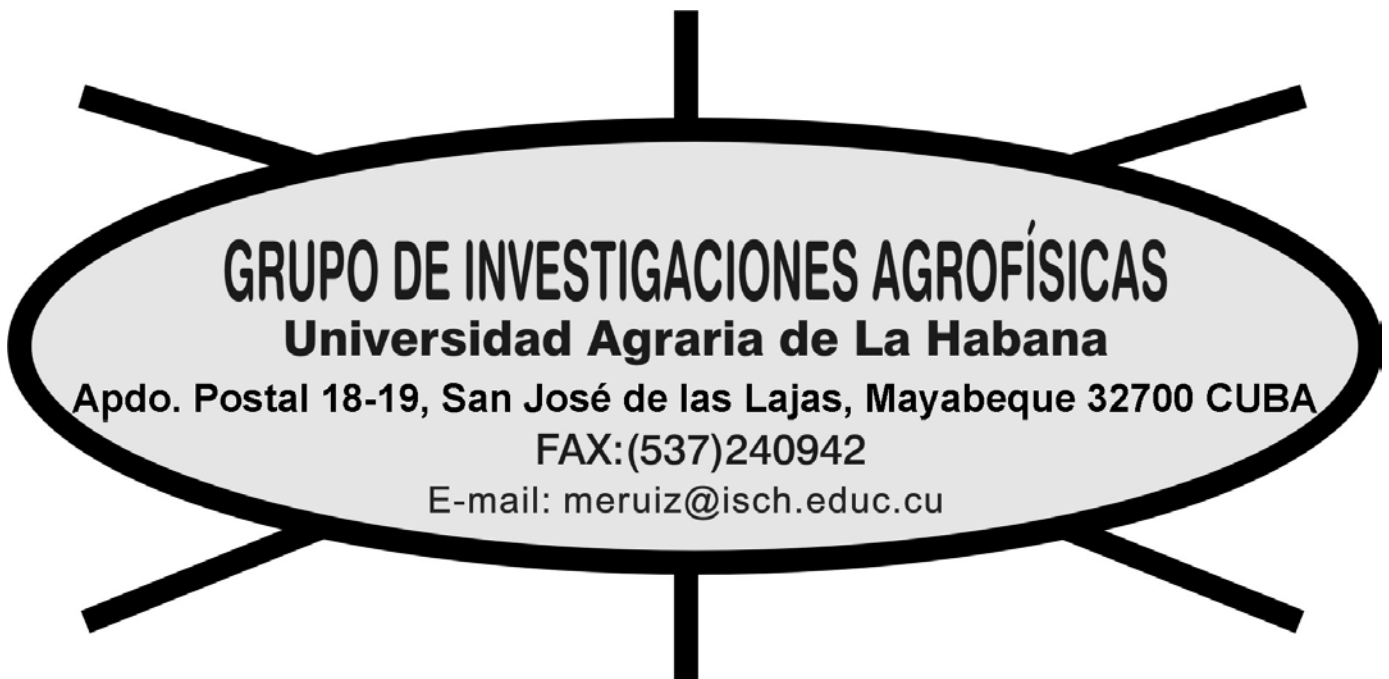 GRUPO DE INVESTIGACIONES AGROFÍSICAS
Universidad Agraria de La Habana
Apdo. Postal 18-19, San José de las Lajas, Mayabeque 32700 CUBA
FAX:(537)240942
E-mail: meruiz@isch.educ.cu